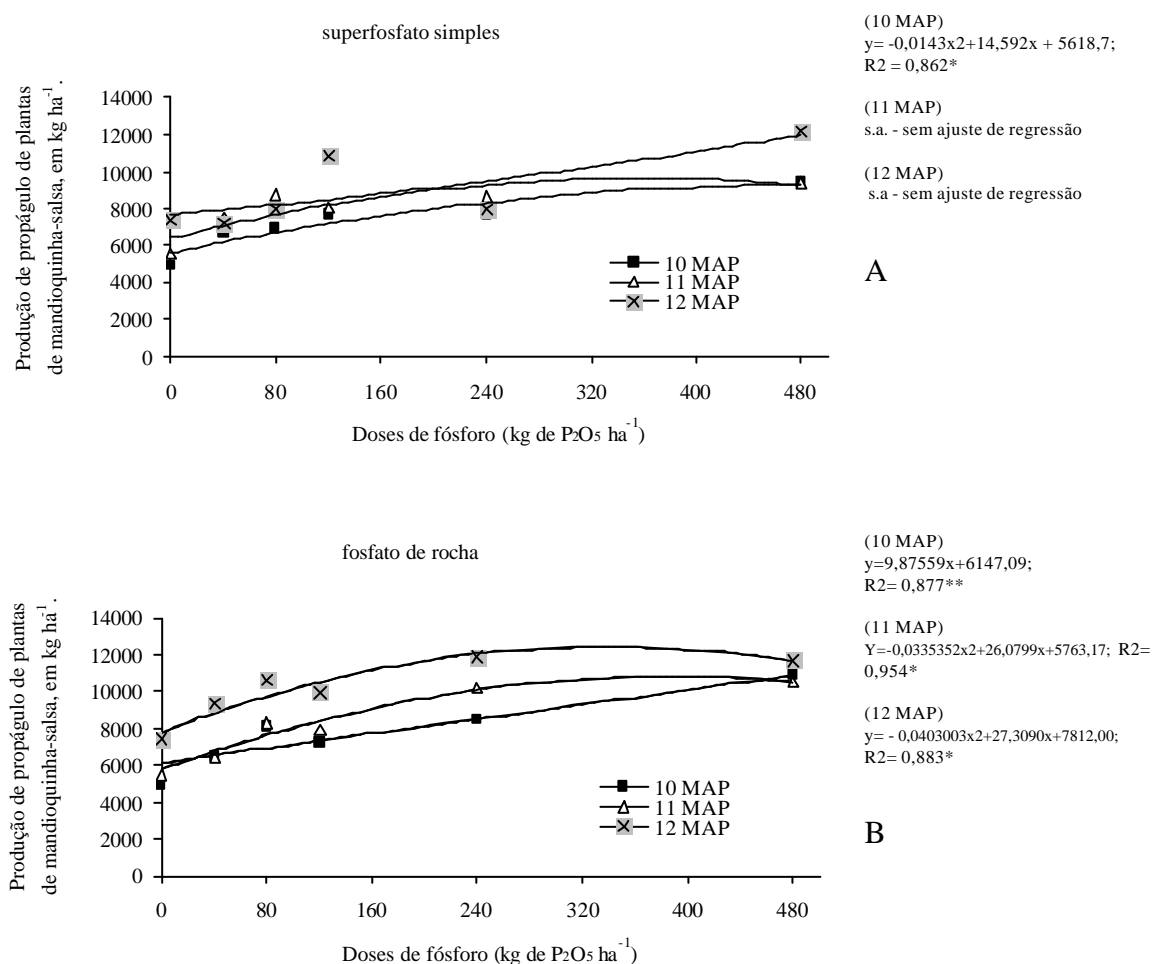 superfosfato simples
(10 MAP)
y= -0,0143x2+14,592x + 5618,7;
R2 = 0,862*
(11 MAP)
s.a. - sem ajuste de regressão
(12 MAP)
s.a - sem ajuste de regressão
A
Produção de propágulo de plantas
de mandioquinha-salsa, em kg ha-1.
14000
12000
10000
8000
6000
4000
2000
0
10 MAP
11 MAP
12 MAP
0 80 160 240 320 400 480
Doses de fósforo (kg de P2O5 ha-1)
fosfato de rocha
(10 MAP)
y=9,87559x+6147,09;
R2= 0,877**
(11 MAP)
Y=-0,0335352x2+26,0799x+5763,17; R2=
0,954*
(12 MAP)
y= - 0,0403003x2+27,3090x+7812,00;
R2= 0,883*
B
Produção de propágulo de plantas
de mandioquinha-salsa, em kg há-1.
14000
12000
10000
8000
6000
4000
2000
0
10 MAP
11 MAP
12 MAP
0 80 160 240 320 400 480
Doses de fósforo (kg de P2O5 ha-1)